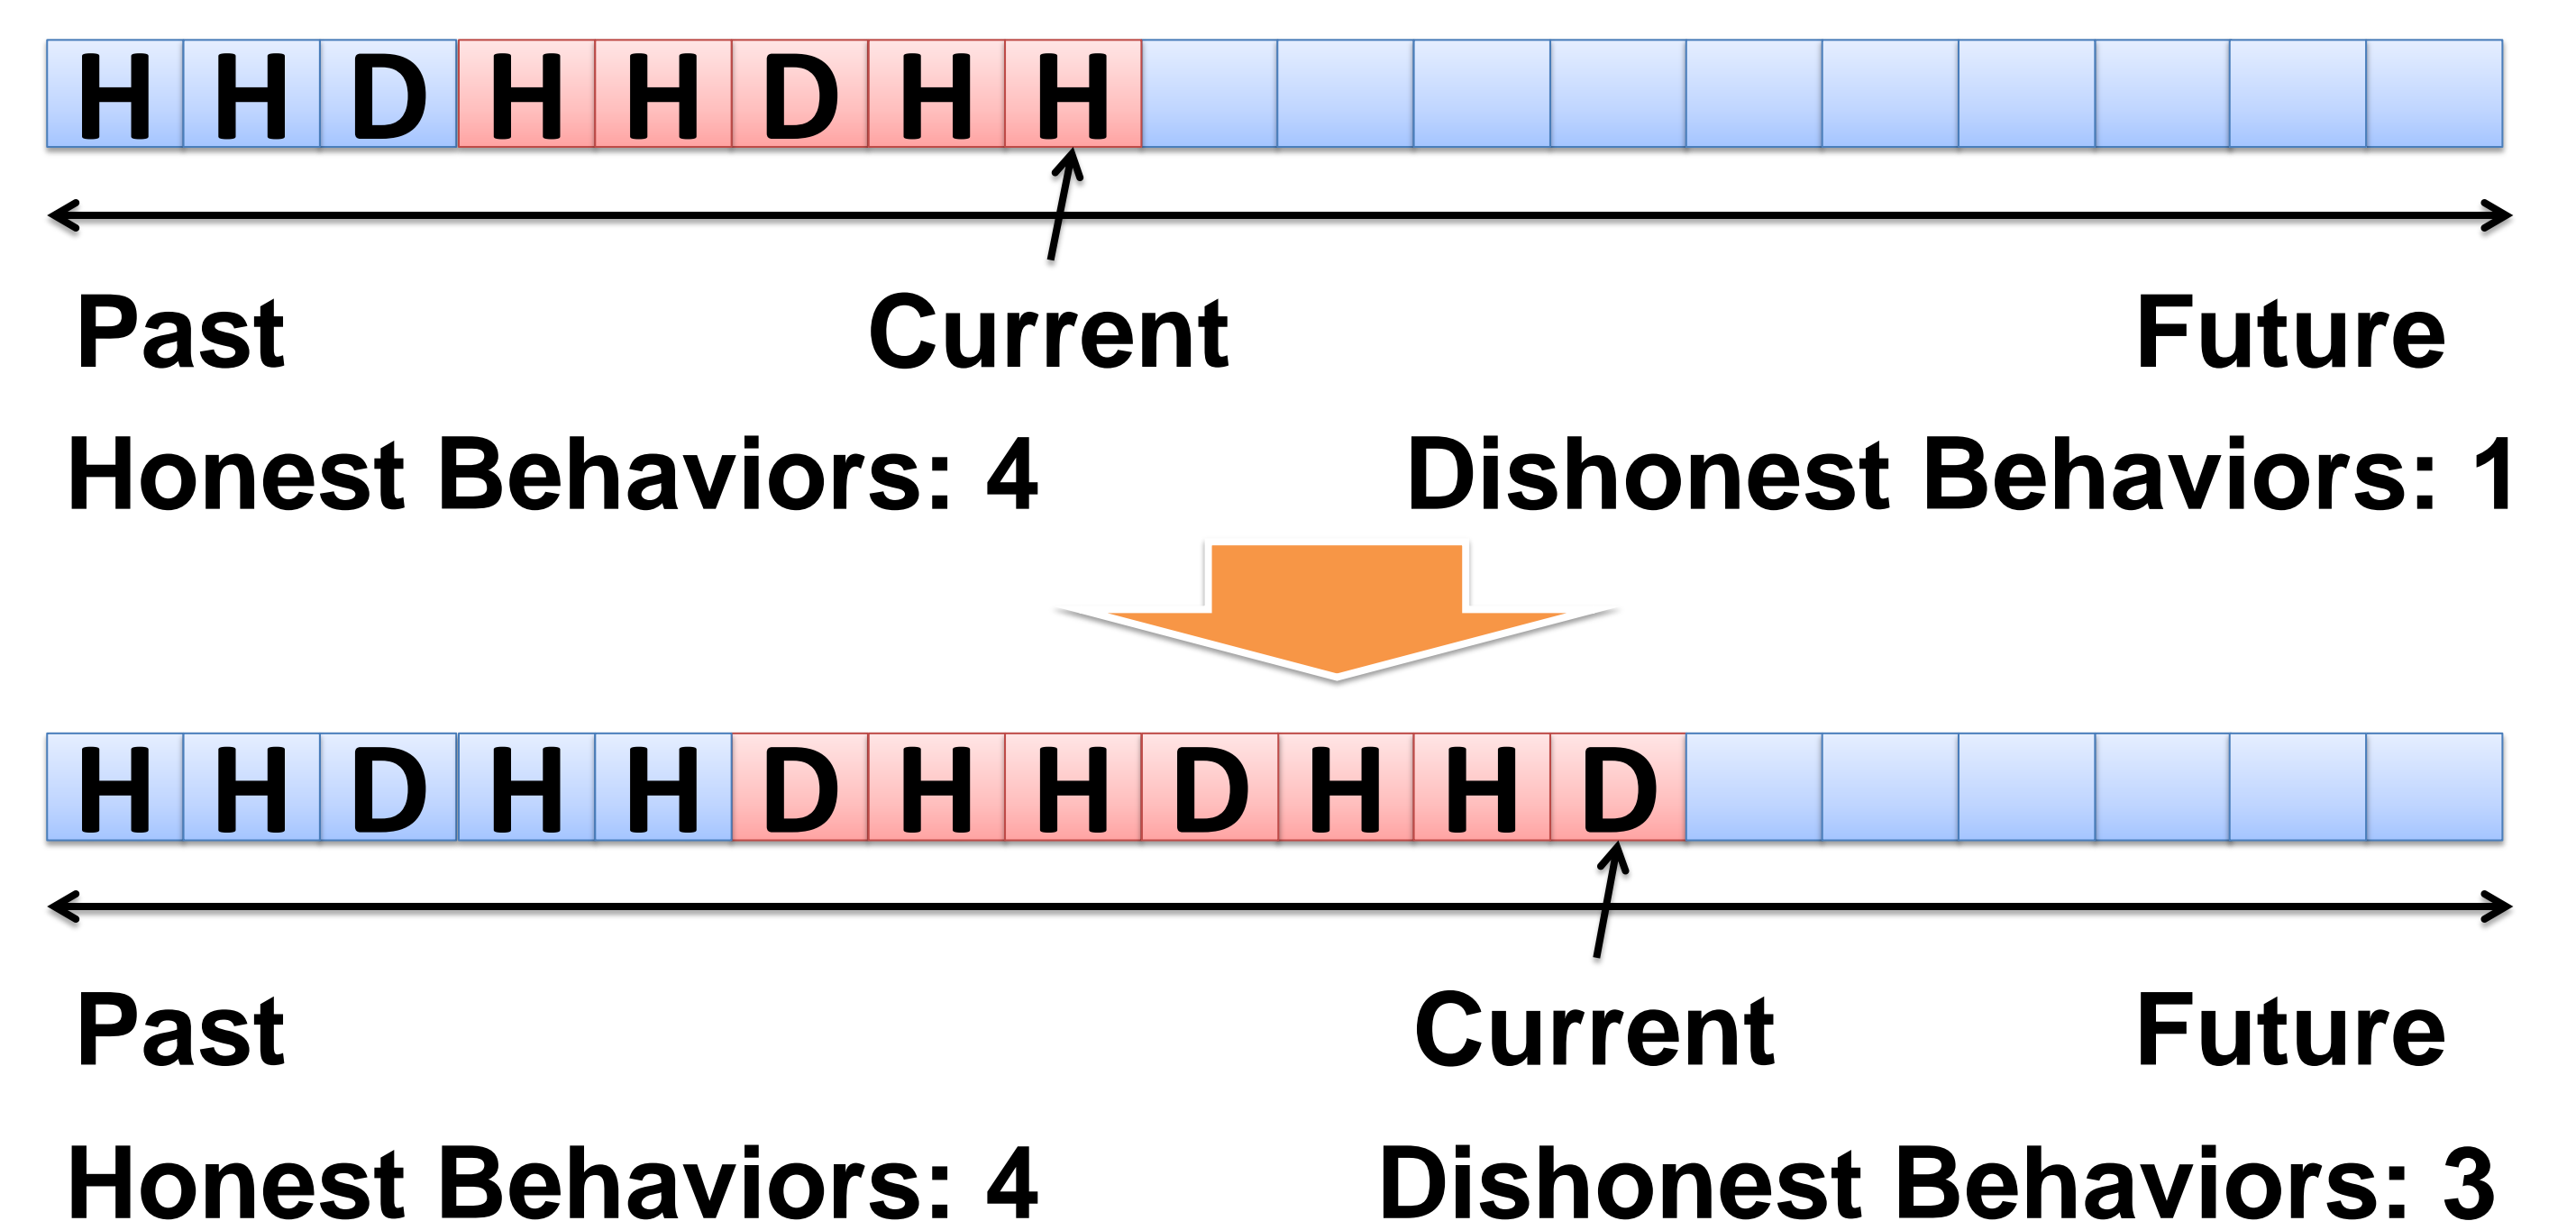 H H D H H D H H
Past Current Future
Honest Behaviors: 4 Dishonest Behaviors: 1
H H D H H D H H D H H D
Past Current Future
Honest Behaviors: 4 Dishonest Behaviors: 3